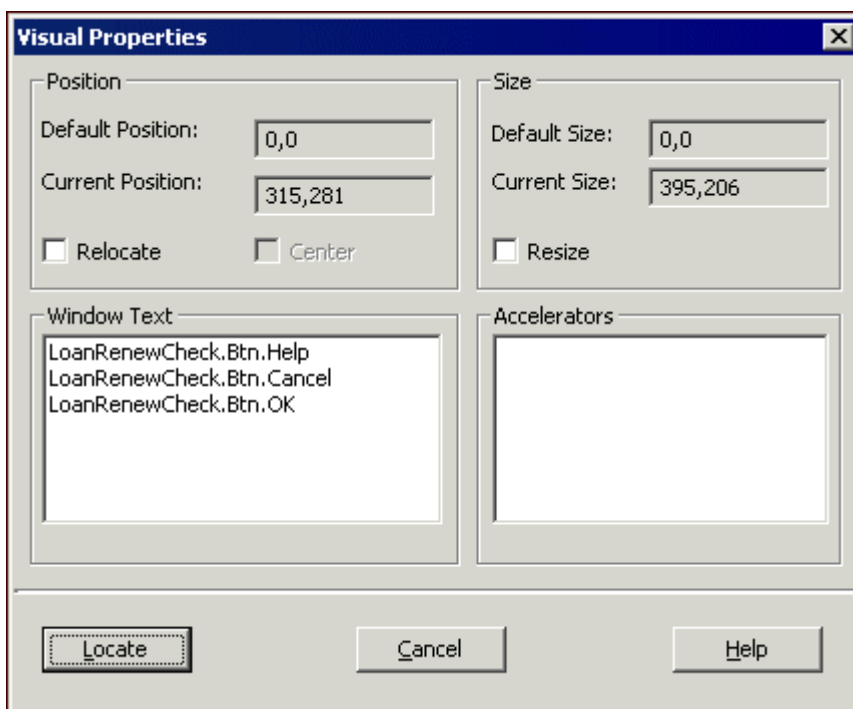 Visual Properties
Position
Default Position: 0,0
Current Position: 315,281
Relocate Center
Size
Default Size: 0,0
Current Size: 395,206
Resize
Window Text
LoanRenewCheck.Btn.Help
LoanRenewCheck.Btn.Cancel
LoanRenewCheck.Btn.OK
Accelerators
Locate Cancel Help